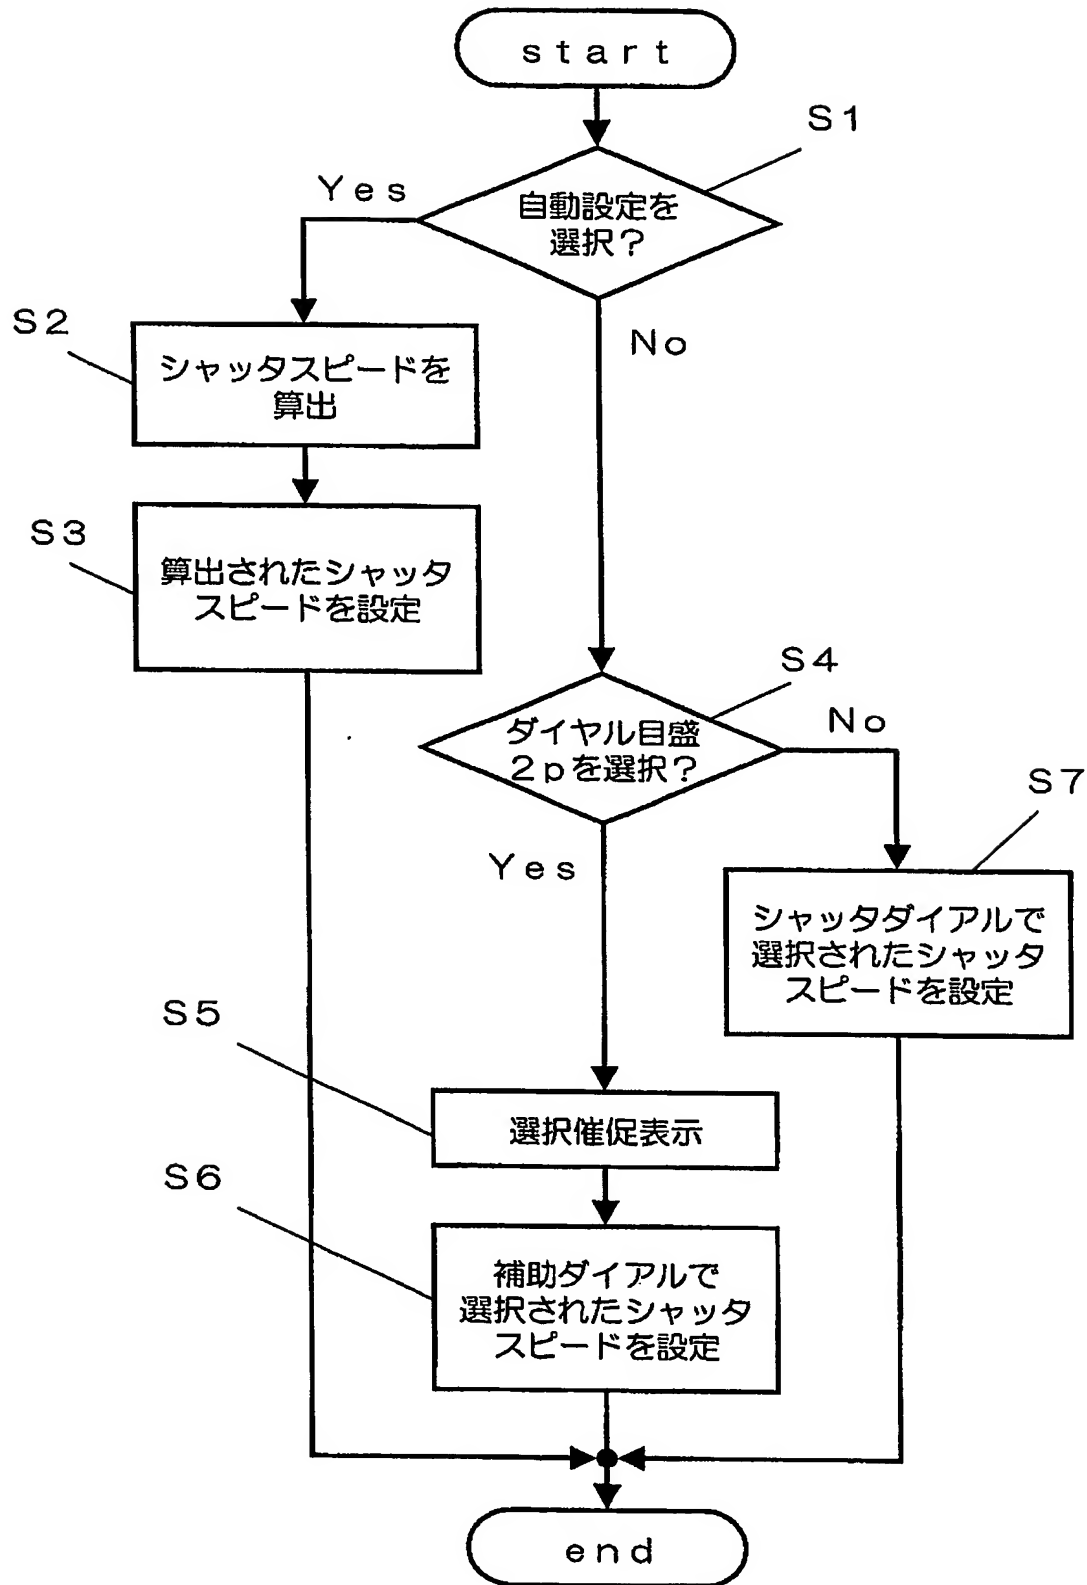 start
S1
Yes
自動設定を
選択?
S2
No
シャッタスピードを
算出
S3
算出されたシャッタ
スピードを設定
S4
ダイヤル目盛
2pを選択?
No
S7
Yes
シャッタダイアルで
選択されたシャッタ
スピードを設定
S5
選択催促表示
S6
補助ダイアルで
選択されたシャッタ
スピードを設定
end